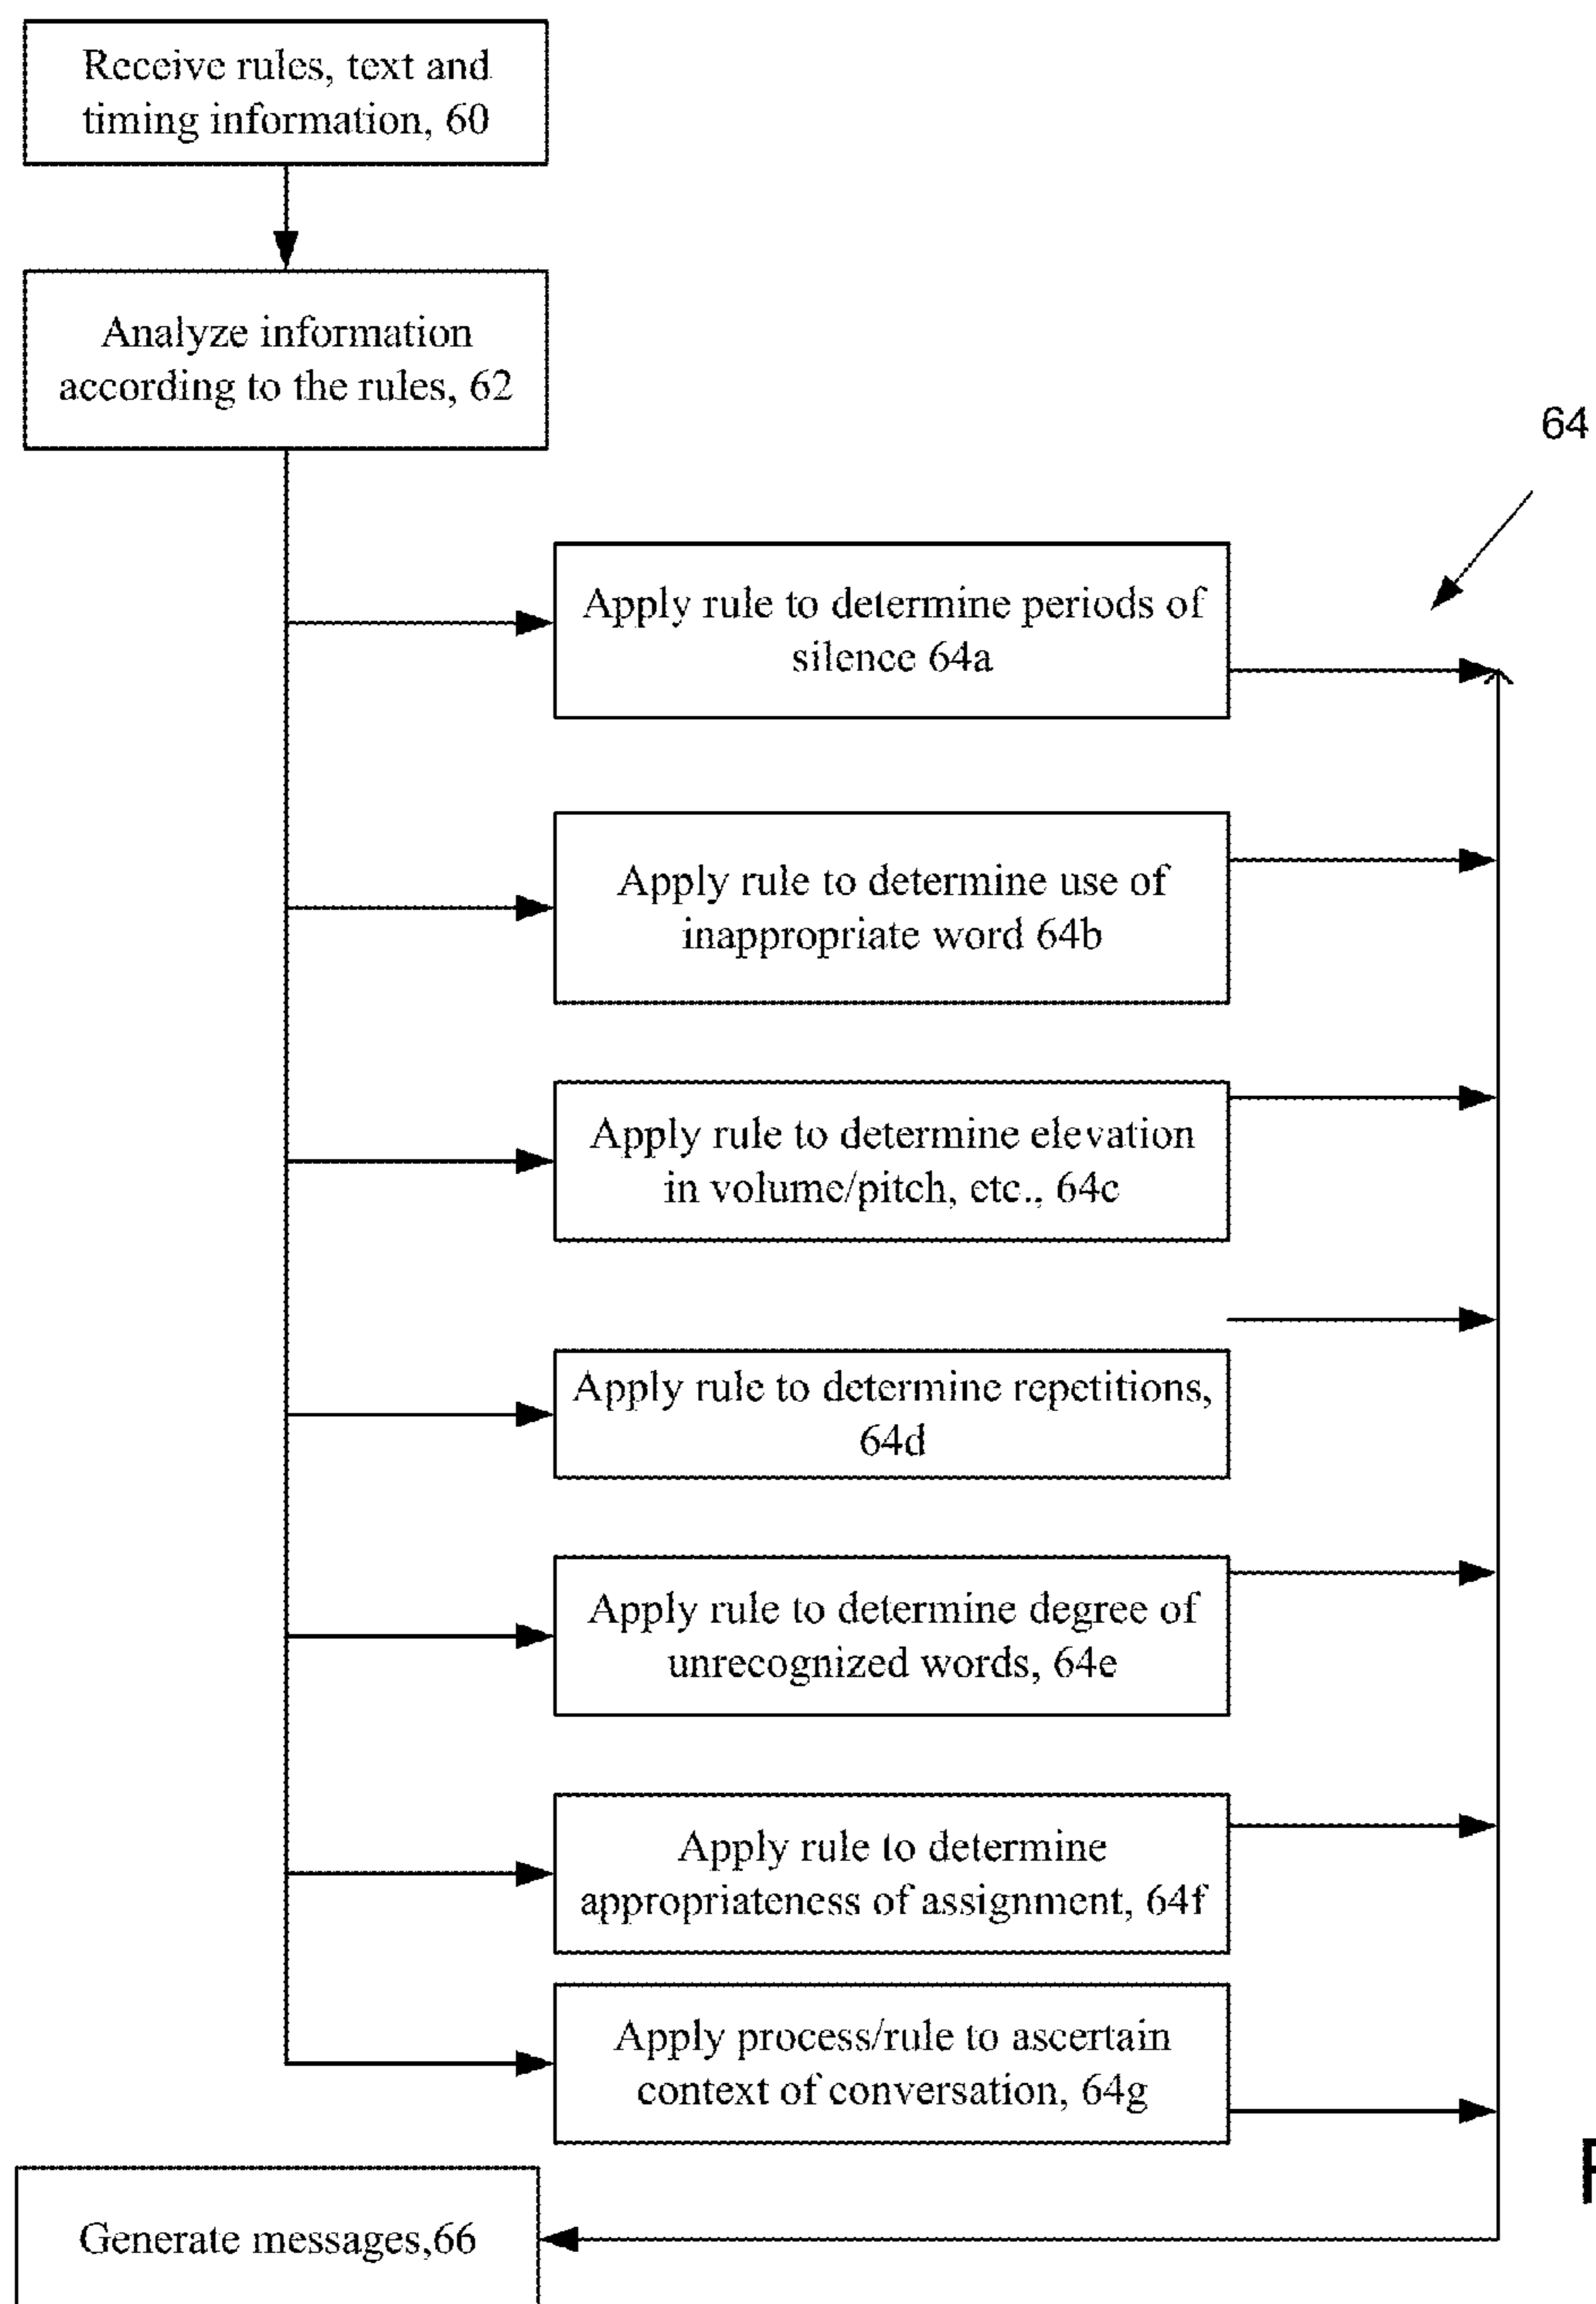 Receive rules, text and
timing information, 60
Analyze information
according to the rules, 62
64
Apply rule to determine periods of
silence 64a
Apply rule to determine use of
inappropriate word 64b
Apply rule to determine elevation
in volume/pitch, etc., 64c
Apply rule to determine repetitions,
64d
Apply rule to determine degree of
unrecognized words, 64e
Apply rule to determine
appropriateness of assignment, 64f
Apply process/rule to ascertain
context of conversation, 64g
Generate messages,66